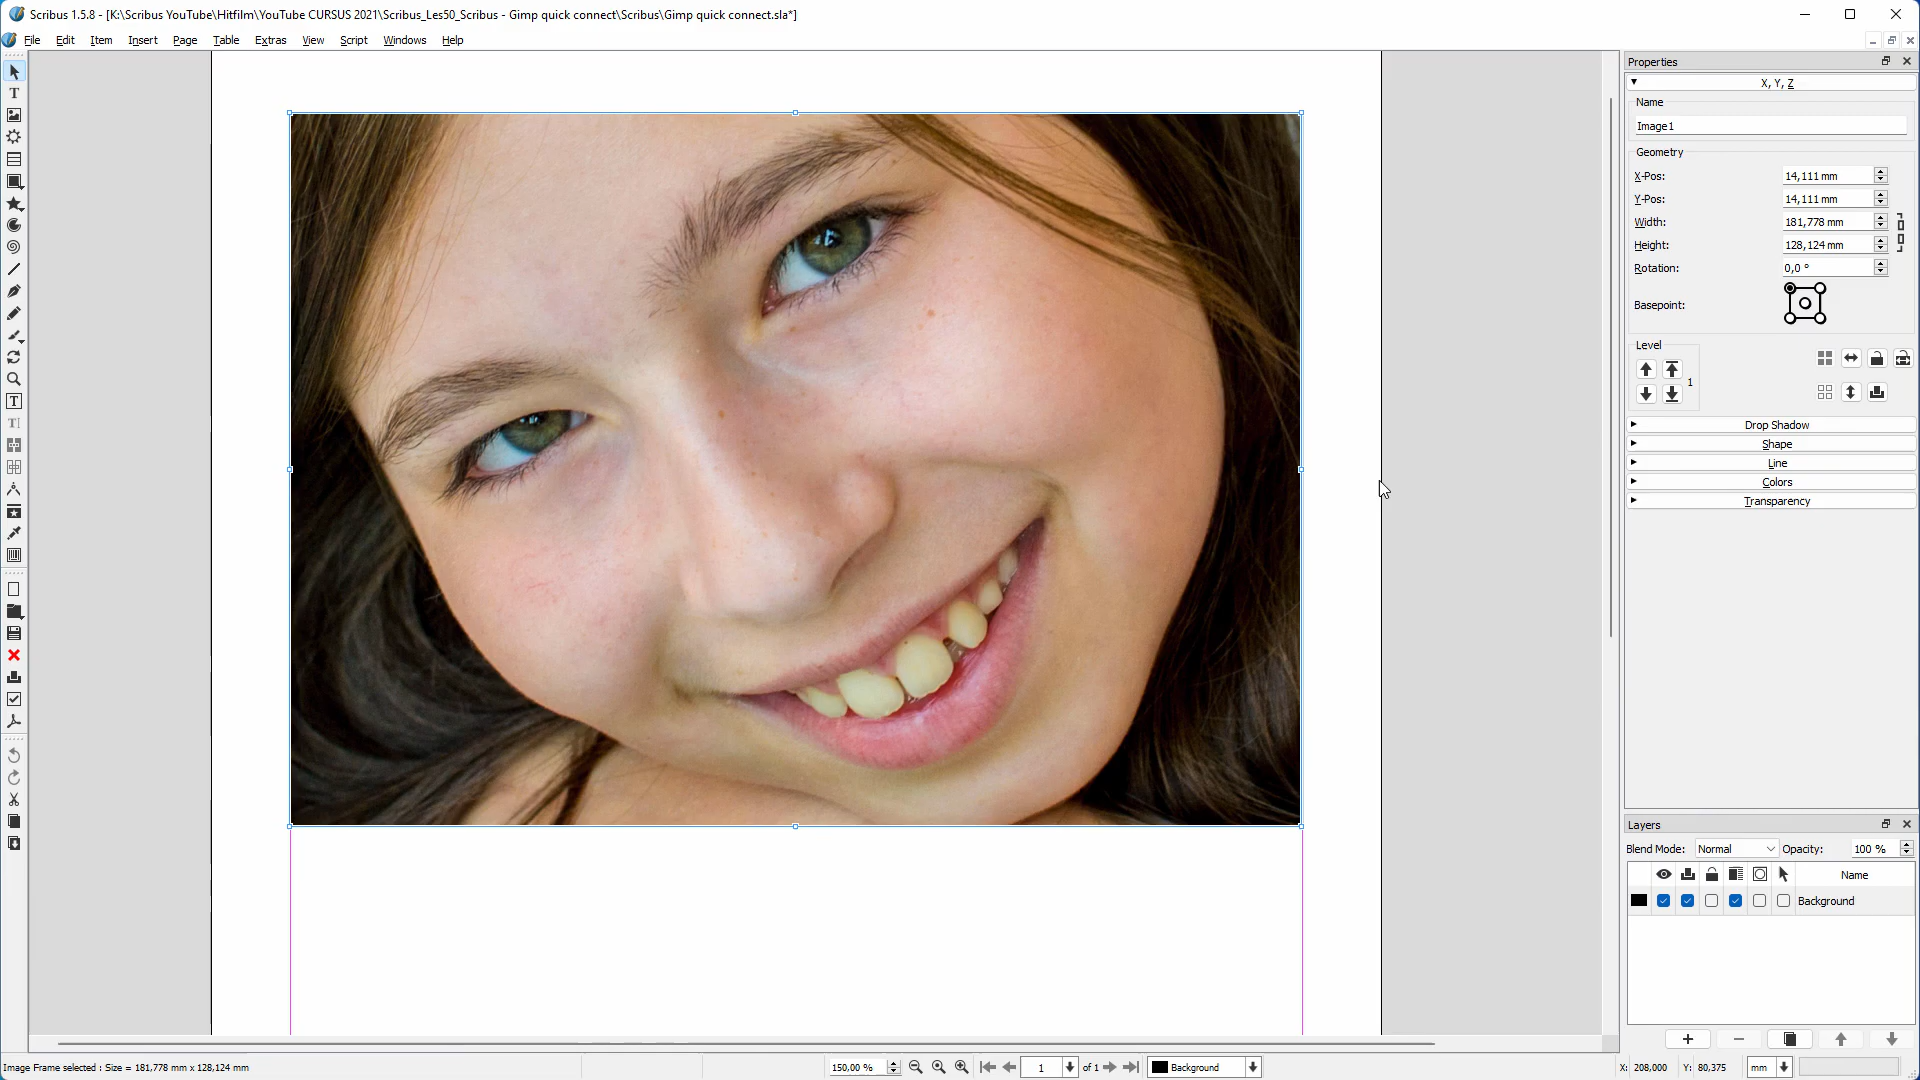 Scribus 1.5.8 - [K:\Scribus YouTube\Hitfilm\YouTube CURSUS 2021\Scribus_Les50_Scribus - Gimp quick connect\Scribus\Gimp quick connect.sla*]
File Edit Item Insert Page Table Extras View Script Windows Help
Properties
X, Y, Z
Name
Image1
Geometry
X-Pos: 14,111 mm
Y-Pos: 14,111 mm
Width: 181,778 mm
Height: 128,124 mm
Rotation: 0,0 °
Basepoint:
Level
1
Drop Shadow
Shape
Line
Colors
Transparency
Layers
Blend Mode: Normal Opacity: 100 %
Name
Background
Image Frame selected : Size = 181,778 mm x 128,124 mm 150,00 % 1 of 1 Background X: 208,000 Y: 80,375 mm